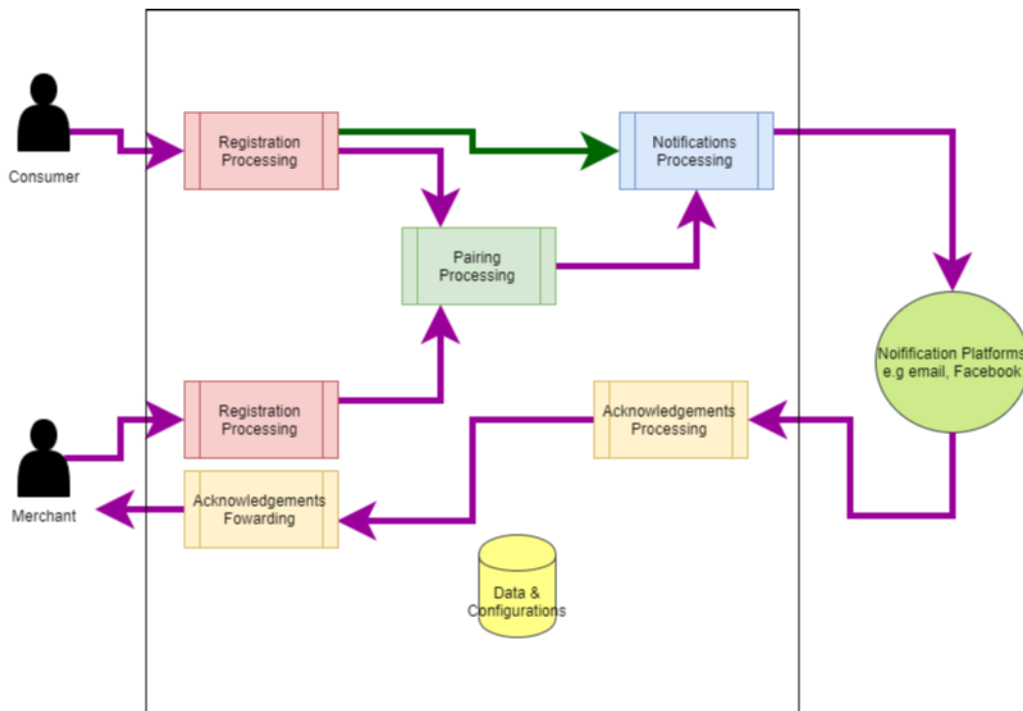 Consumer
Registration
Processing
Notifications
Processing
Pairing
Processing
Noifification Platforms
e.g email, Facebook
Registration
Processing
Acknowledgements
Processing
Merchant
Acknowledgements
Fowarding
Data &
Configurations